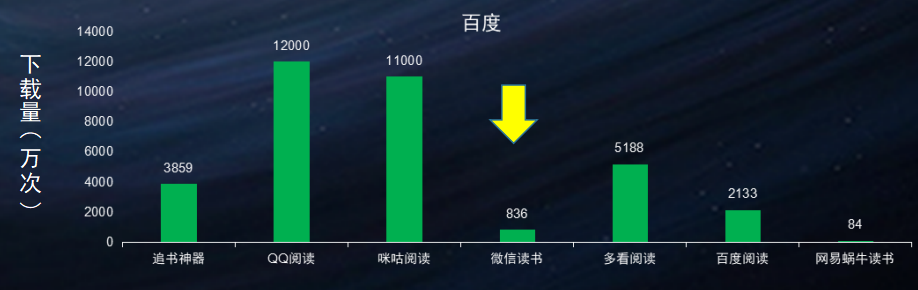 百度
下载量（万次）
14000
12000
10000
8000
6000
4000
2000
0
3859
12000
11000
836
5188
2133
84
追书神器
QQ阅读
咪咕阅读
微信读书
多看阅读
百度阅读
网易蜗牛读书